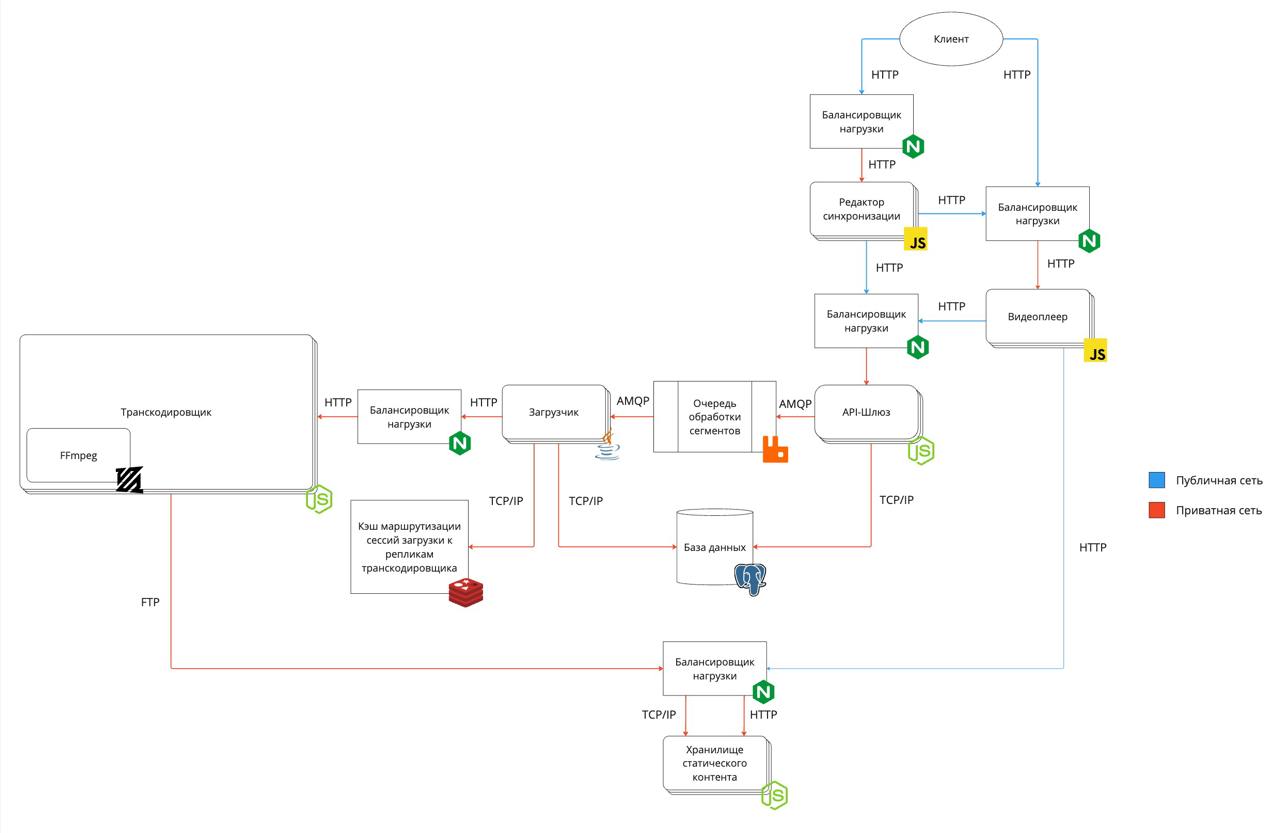 Клиент
HTTP
HTTP
Балансировщик
нагрузки
HTTP
Редактор
синхронизации
JS
HTTP
Балансировщик
нагрузки
HTTP
HTTP
Балансировщик
нагрузки
HTTP
Видеоплеер
JS
Транскодировщик
FFmpeg
JS
HTTP
Балансировщик
нагрузки
HTTP
Загрузчик
AMQP
Очередь
обработки
сегментов
AMQP
API-Шлюз
JS
TCP/IP
TCP/IP
TCP/IP
Кэш маршрутизации
сессий загрузки к
репликам
транскодировщика
База данных
Публичная сеть
Приватная сеть
HTTP
FTP
Балансировщик
нагрузки
TCP/IP
HTTP
Хранилище
статического
контента
JS